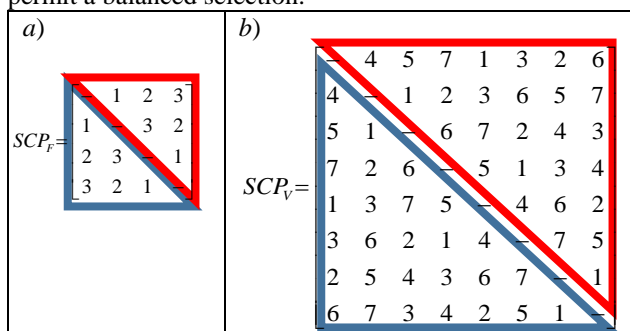 permit a balanced selection.
a)
– 1 2 3
1 – 3 2
SCP_F=
2 3 – 1
3 2 1 –
b)
– 4 5 7 1 3 2 6
4 – 1 2 3 6 5 7
5 1 – 6 7 2 4 3
7 2 6 – 5 1 3 4
SCP_V=
1 3 7 5 – 4 6 2
3 6 2 1 4 – 7 5
2 5 4 3 6 7 – 1
6 7 3 4 2 5 1 –